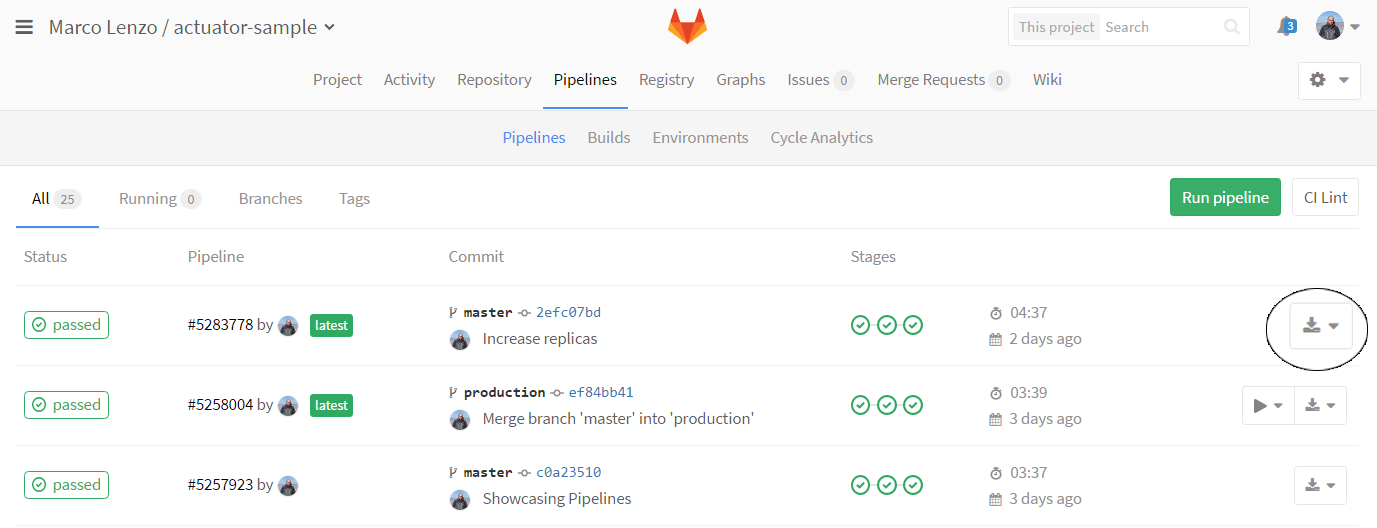 Marco Lenzo / actuator-sample
This project Search
3
Project Activity Repository Pipelines Registry Graphs Issues 0 Merge Requests 0 Wiki
Pipelines Builds Environments Cycle Analytics
All 25 Running 0 Branches Tags
Run pipeline CI Lint
Status Pipeline Commit Stages
passed #5283778 by latest master 2efc07bd 04:37
Increase replicas 2 days ago
passed #5258004 by latest production ef84bb41 03:39
Merge branch 'master' into 'production' 3 days ago
passed #5257923 by master c0a23510 03:37
Showcasing Pipelines 3 days ago